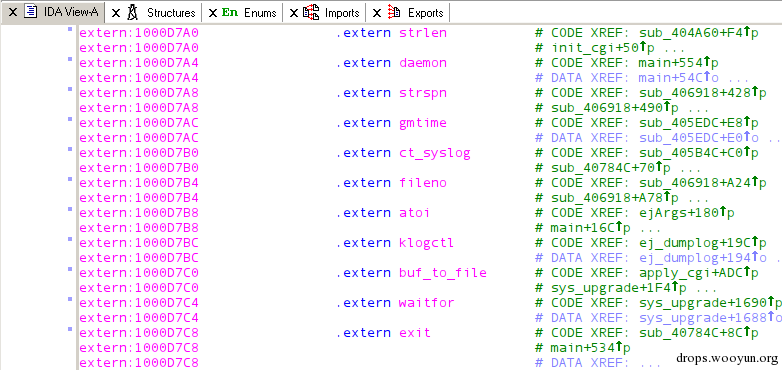 IDA View-A Structures En Enums Imports Exports
extern:1000D7A0 .extern strlen # CODE XREF: sub_404A60+F4↑p
extern:1000D7A0 # init_cgi+50↑p ...
extern:1000D7A4 .extern daemon # CODE XREF: main+554↑p
extern:1000D7A4 # DATA XREF: main+54C↑o ...
extern:1000D7A8 .extern strspn # CODE XREF: sub_406918+428↑p
extern:1000D7A8 # sub_406918+490↑p ...
extern:1000D7AC .extern gmtime # CODE XREF: sub_405EDC+E8↑p
extern:1000D7AC # DATA XREF: sub_405EDC+E0↑o ...
extern:1000D7B0 .extern ct_syslog # CODE XREF: sub_405B4C+C0↑p
extern:1000D7B0 # sub_40784C+70↑p ...
extern:1000D7B4 .extern fileno # CODE XREF: sub_406918+A24↑p
extern:1000D7B4 # sub_406918+A78↑p ...
extern:1000D7B8 .extern atoi # CODE XREF: ejArgs+180↑p
extern:1000D7B8 # main+16C↑p ...
extern:1000D7BC .extern klogctl # CODE XREF: ej_dumplog+19C↑p
extern:1000D7BC # DATA XREF: ej_dumplog+194↑o ...
extern:1000D7C0 .extern buf_to_file # CODE XREF: apply_cgi+ADC↑p
extern:1000D7C0 # sys_upgrade+1F4↑p ...
extern:1000D7C4 .extern waitfor # CODE XREF: sys_upgrade+1690↑p
extern:1000D7C4 # DATA XREF: sys_upgrade+1688↑o
extern:1000D7C8 .extern exit # CODE XREF: sub_40784C+8C↑p
extern:1000D7C8 # main+534↑p
extern:1000D7C8 # DATA XREF: ...
drops.wooyun.org